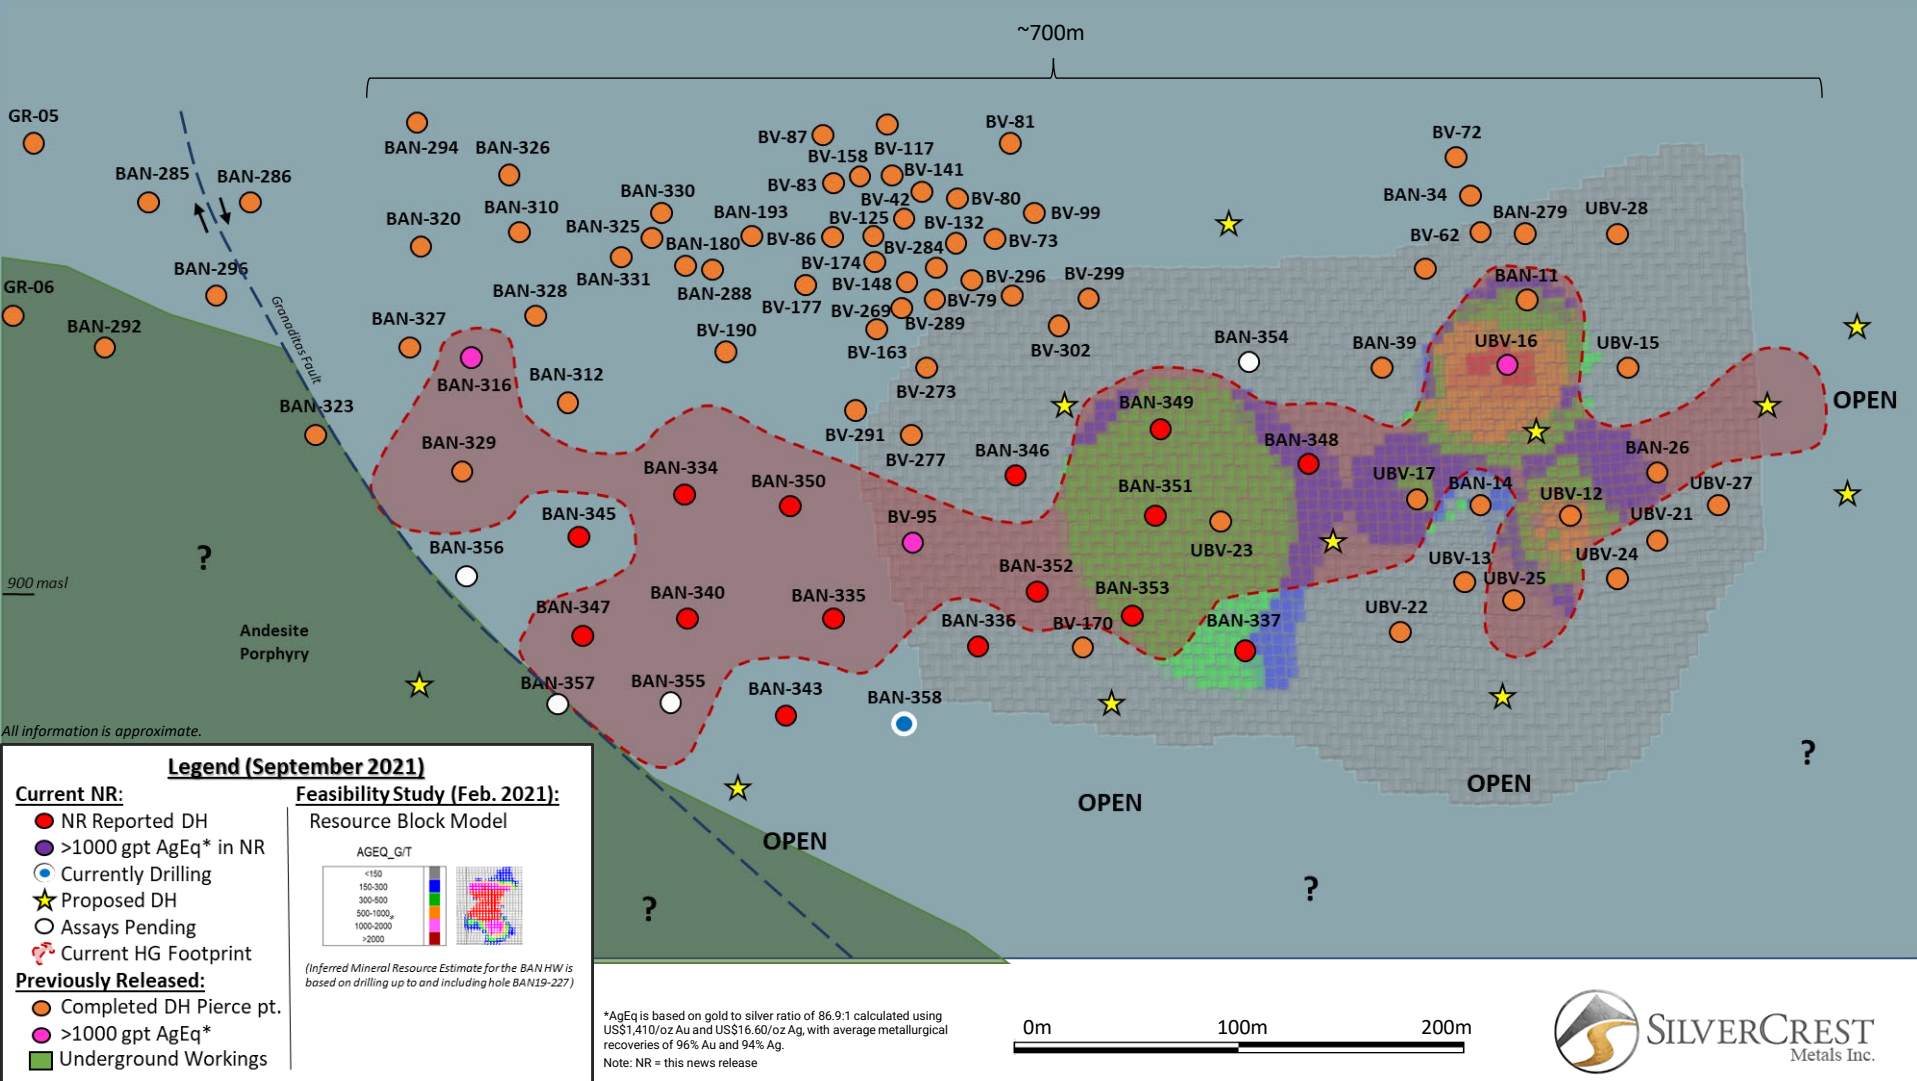 ~700m
GR-05
BAN-285
BAN-286
BAN-296
GR-06
BAN-292
BAN-323
Granaditas Fault
BAN-294
BAN-326
BAN-320
BAN-310
BAN-328
BAN-327
BAN-316
BAN-312
BAN-329
BAN-330
BAN-325
BAN-331
BAN-180
BAN-288
BAN-193
BV-190
BV-87
BV-117
BV-158
BV-141
BV-83
BV-42
BV-80
BV-81
BV-99
BV-125
BV-132
BV-86
BV-284
BV-73
BV-174
BV-148
BV-296
BV-177
BV-79
BV-269
BV-289
BV-299
BV-163
BV-302
BV-273
BV-291
BV-277
BV-72
BAN-34
BAN-279
UBV-28
BV-62
BAN-11
BAN-354
BAN-39
UBV-16
UBV-15
OPEN
BAN-349
BAN-348
BAN-346
BAN-334
BAN-350
BAN-351
UBV-17
BAN-14
BAN-26
UBV-12
UBV-27
UBV-21
BAN-345
BV-95
UBV-23
BAN-356
BAN-352
UBV-13
UBV-24
UBV-25
BAN-353
BAN-347
BAN-340
BAN-335
BAN-336
BV-170
BAN-337
UBV-22
?
900 masl
Andesite
Porphyry
BAN-357
BAN-355
BAN-343
BAN-358
All information is approximate.
OPEN
OPEN
OPEN
?
?
?
Legend (September 2021)
Current NR:
NR Reported DH
>1000 gpt AgEq* in NR
Currently Drilling
Proposed DH
Assays Pending
Current HG Footprint
Previously Released:
Completed DH Pierce pt.
>1000 gpt AgEq*
Underground Workings
Feasibility Study (Feb. 2021):
Resource Block Model
AGEQ_G/T
<150
150-300
300-500
500-1000
*
1000-2000
>2000
(Inferred Mineral Resource Estimate for the BAN HW is
based on drilling up to and including hole BAN19-227)
*AgEq is based on gold to silver ratio of 86.9:1 calculated using
US$1,410/oz Au and US$16.60/oz Ag, with average metallurgical
recoveries of 96% Au and 94% Ag.
Note: NR = this news release
0m 100m 200m
SILVERCREST
Metals Inc.